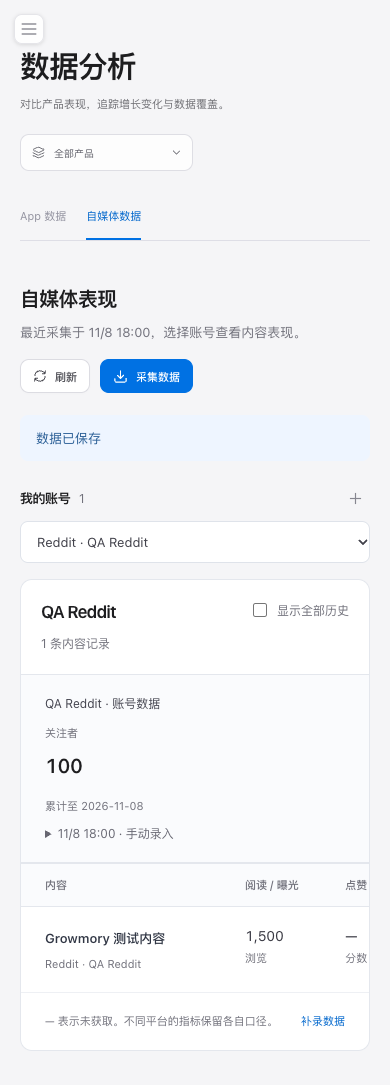 数据分析
对比产品表现，追踪增长变化与数据覆盖。
全部产品
App 数据 自媒体数据
自媒体表现
最近采集于 11/8 18:00，选择账号查看内容表现。
刷新 采集数据
数据已保存
我的账号 1
Reddit · QA Reddit
QA Reddit 显示全部历史
1 条内容记录
QA Reddit · 账号数据
关注者
100
累计至 2026-11-08
11/8 18:00 · 手动录入
内容 阅读 / 曝光 点赞
Growmory 测试内容 1,500 —
Reddit · QA Reddit 浏览 分数
— 表示未获取。不同平台的指标保留各自口径。 补录数据